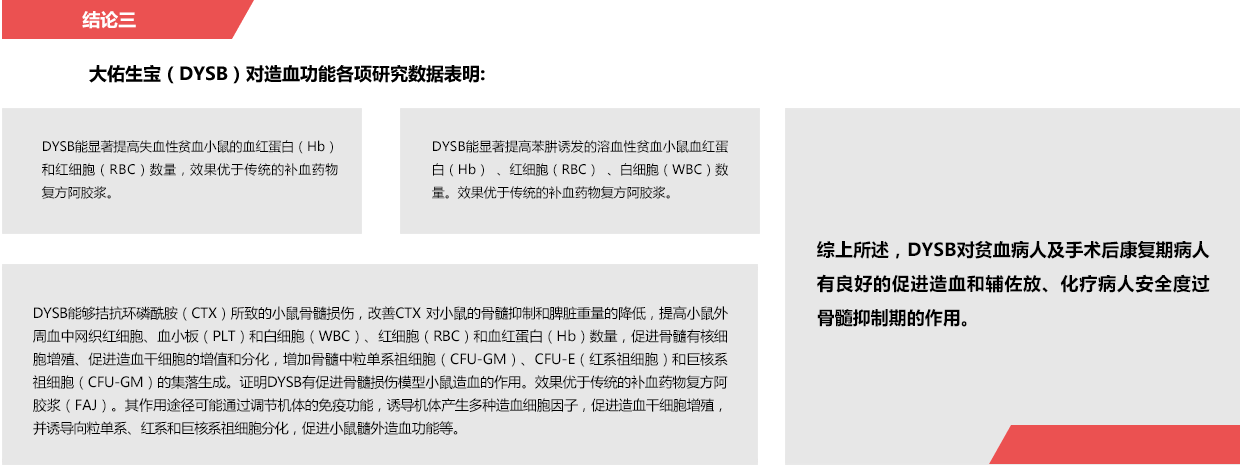 结论三
大佑生宝（DYSB）对造血功能各项研究数据表明:
DYSB能显著提高失血性贫血小鼠的血红蛋白（Hb）
和红细胞（RBC）数量，效果优于传统的补血药物
复方阿胶浆。
DYSB能显著提高苯肼诱发的溶血性贫血小鼠血红蛋
白（Hb）、红细胞（RBC）、白细胞（WBC）数
量。效果优于传统的补血药物复方阿胶浆。
DYSB能够拮抗环磷酰胺（CTX）所致的小鼠骨髓损伤，改善CTX 对小鼠的骨髓抑制和脾脏重量的降低，提高小鼠外
周血中网织红细胞、血小板（PLT）和白细胞（WBC）、红细胞（RBC）和血红蛋白（Hb）数量，促进骨髓有核细
胞增殖、促进造血干细胞的增值和分化，增加骨髓中粒单系祖细胞（CFU-GM）、CFU-E（红系祖细胞）和巨核系
祖细胞（CFU-GM）的集落生成。证明DYSB有促进骨髓损伤模型小鼠造血的作用。效果优于传统的补血药物复方阿
胶浆（FAJ）。其作用途径可能通过调节机体的免疫功能，诱导机体产生多种造血细胞因子，促进造血干细胞增殖，
并诱导向粒单系、红系和巨核系祖细胞分化，促进小鼠髓外造血功能等。
综上所述，DYSB对贫血病人及手术后康复期病人
有良好的促进造血和辅佐放、化疗病人安全度过
骨髓抑制期的作用。